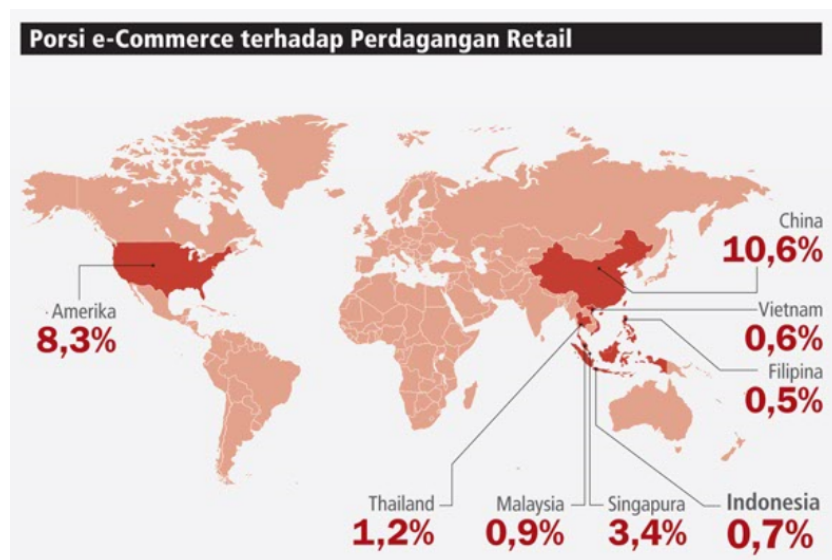 Porsi e-Commerce terhadap Perdagangan Retail
China
10,6%
Amerika
8,3%
Vietnam
0,6%
Filipina
0,5%
Thailand
1,2%
Malaysia
0,9%
Singapura
3,4%
Indonesia
0,7%